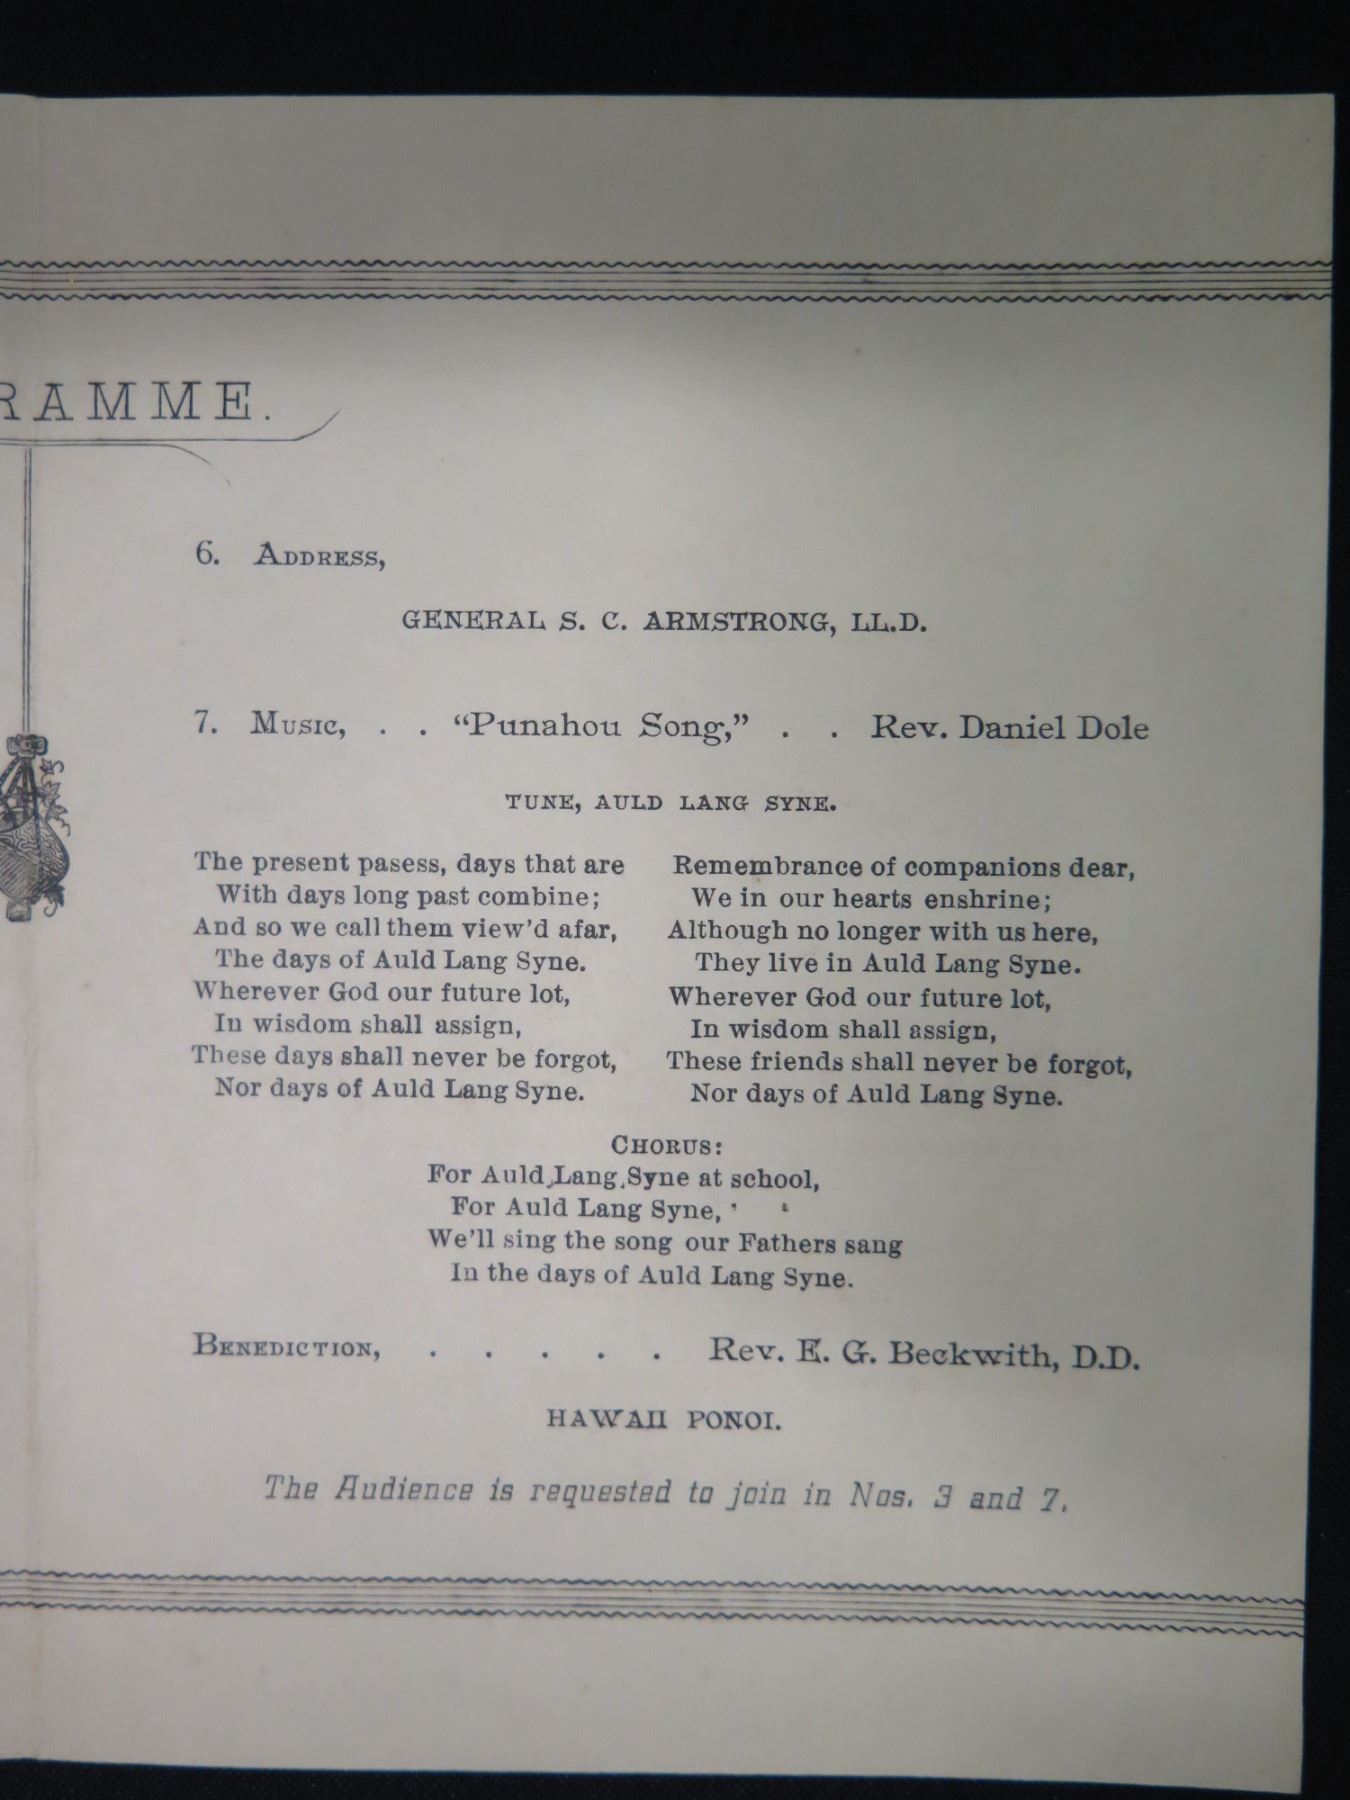 RAMME.
6. ADDRESS,
GENERAL S. C. ARMSTRONG, LL.D.
7. MUSIC, . . "Punahou Song," . . Rev. Daniel Dole
TUNE, AULD LANG SYNE.
The present pasess, days that are
With days long past combine;
And so we call them view'd afar,
The days of Auld Lang Syne.
Wherever God our future lot,
In wisdom shall assign,
These days shall never be forgot,
Nor days of Auld Lang Syne.
Remembrance of companions dear,
We in our hearts enshrine;
Although no longer with us here,
They live in Auld Lang Syne.
Wherever God our future lot,
In wisdom shall assign,
These friends shall never be forgot,
Nor days of Auld Lang Syne.
CHORUS:
For Auld Lang Syne at school,
For Auld Lang Syne,
We'll sing the song our Fathers sang
In the days of Auld Lang Syne.
BENEDICTION, . . . . . Rev. E. G. Beckwith, D.D.
HAWAII PONOI.
The Audience is requested to join in Nos. 3 and 7.